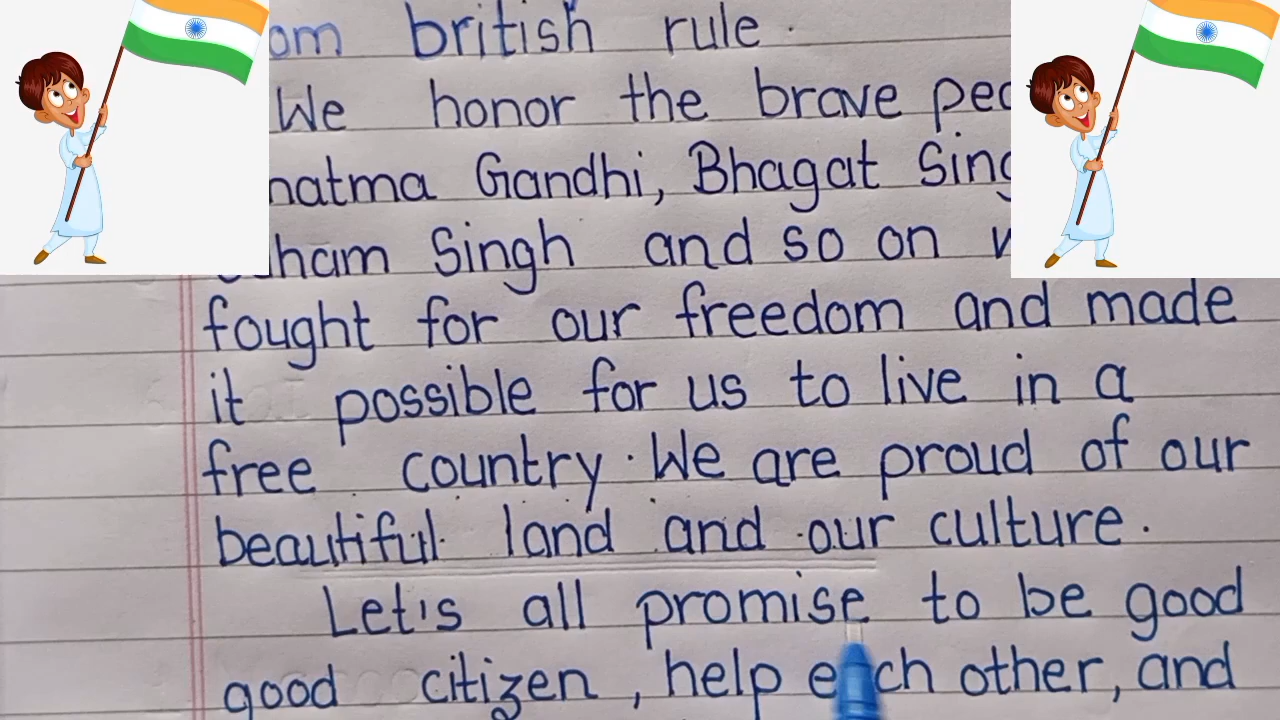 om british rule.
We honor the brave peo
hatma Gandhi, Bhagat Sing
ham Singh and so on
fought for our freedom and made
it possible for us to live in a
free country. We are proud of our
beautiful land and our culture.
Let's all promise to be good
good citizen, help each other, and